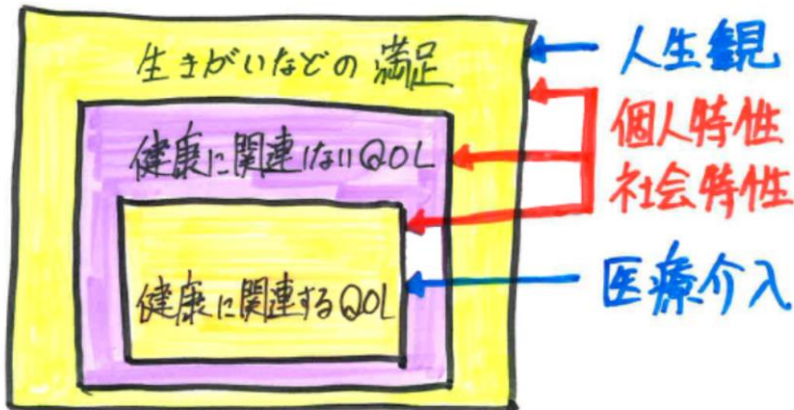 生きがいなどの満足
人生観
健康に関連しないQOL
個人特性
社会特性
健康に関連するQOL
医療介入